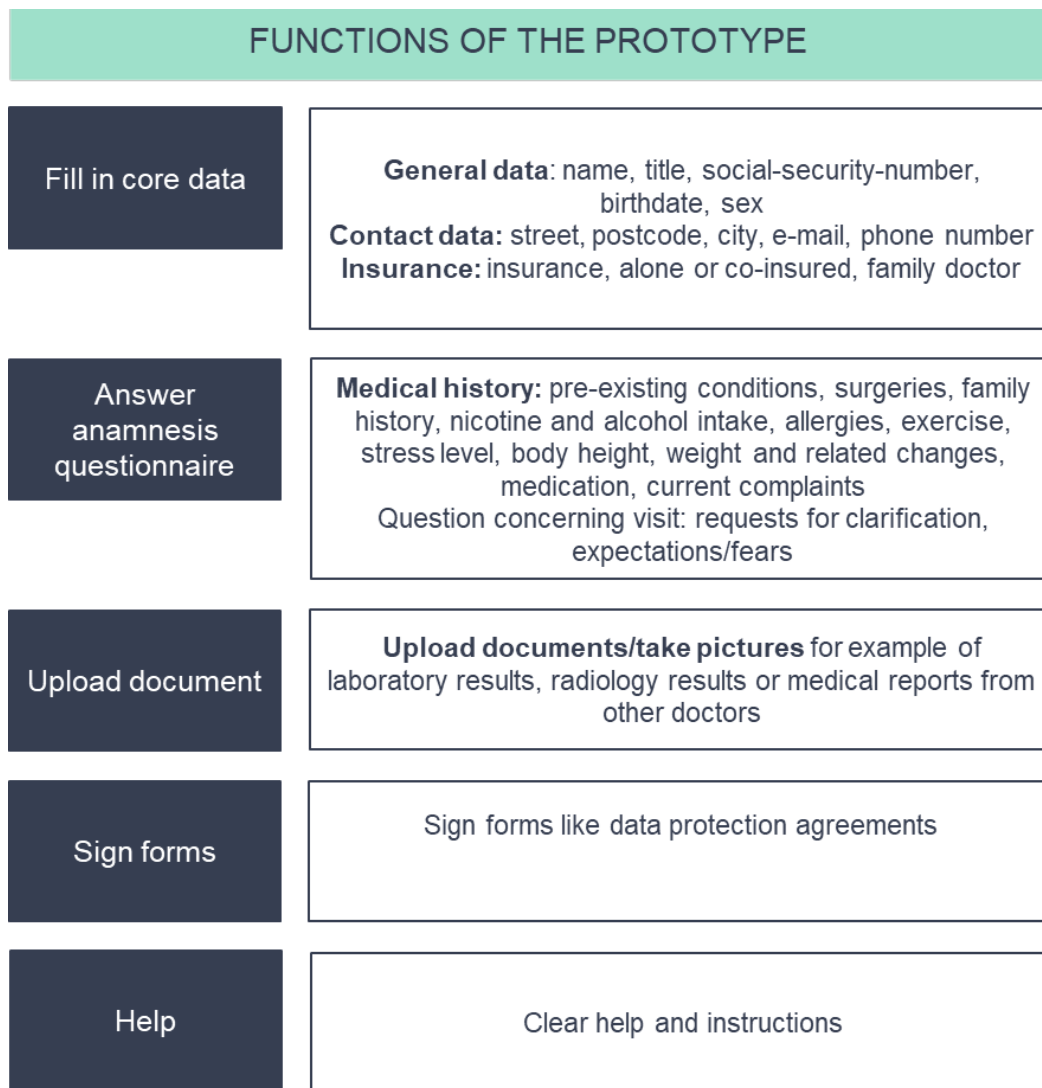 FUNCTIONS OF THE PROTOTYPE
Fill in core data
General data: name, title, social-security-number,
birthdate, sex
Contact data: street, postcode, city, e-mail, phone number
Insurance: insurance, alone or co-insured, family doctor
Answer
anamnesis
questionnaire
Medical history: pre-existing conditions, surgeries, family
history, nicotine and alcohol intake, allergies, exercise,
stress level, body height, weight and related changes,
medication, current complaints
Question concerning visit: requests for clarification,
expectations/fears
Upload document
Upload documents/take pictures for example of
laboratory results, radiology results or medical reports from
other doctors
Sign forms
Sign forms like data protection agreements
Help
Clear help and instructions